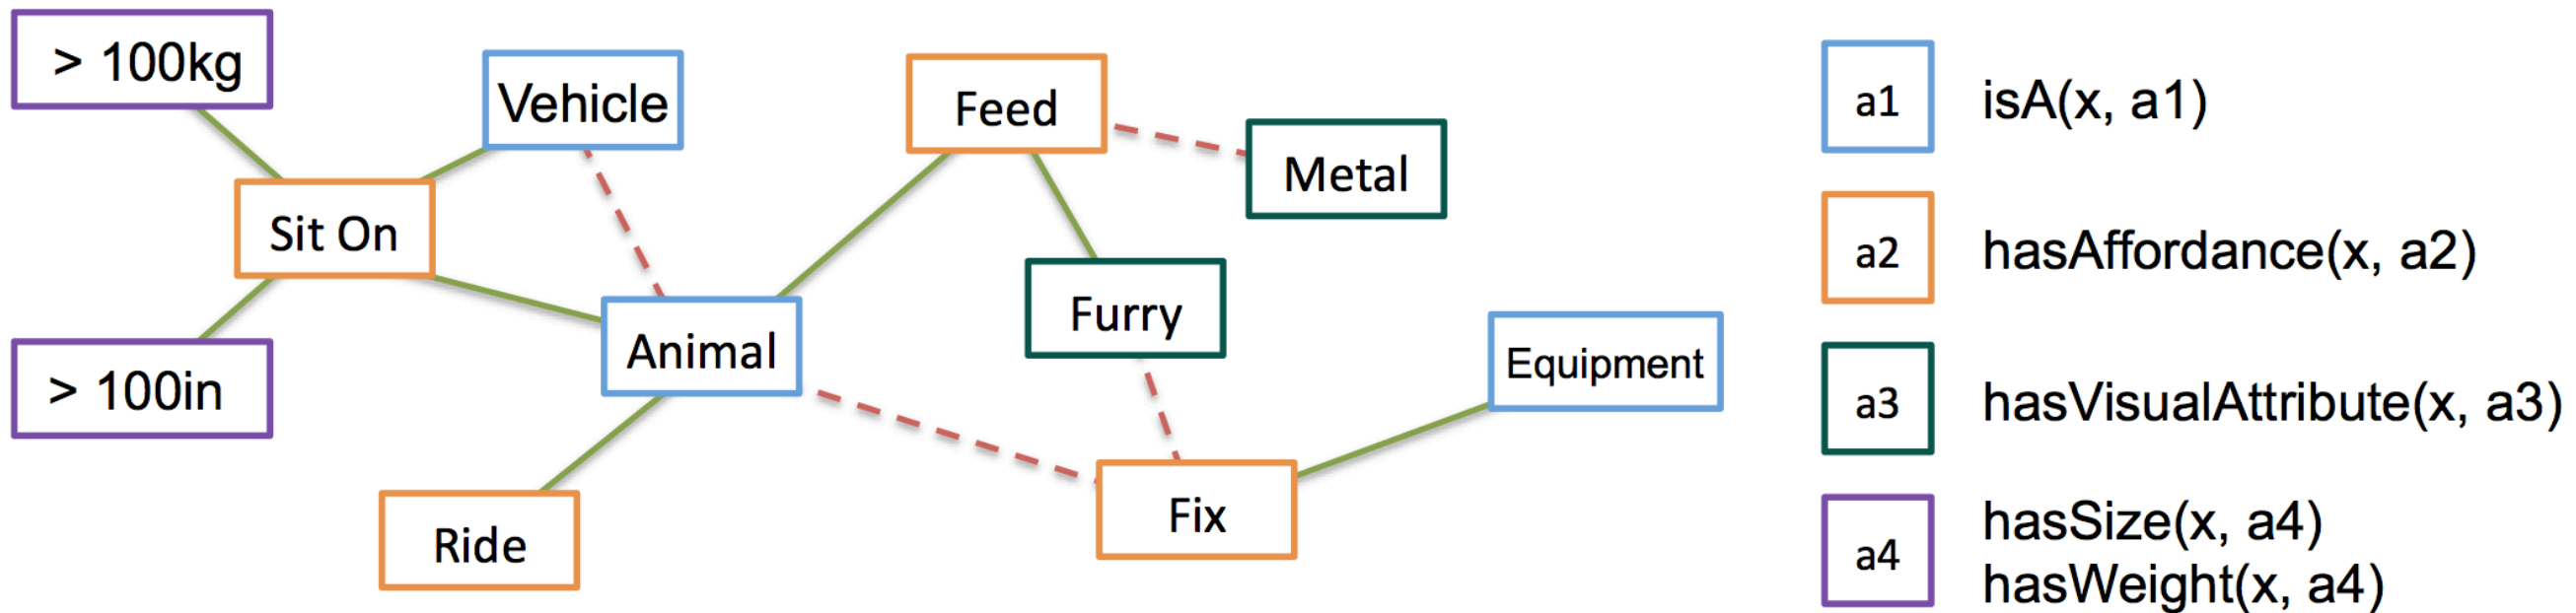 > 100kg
Vehicle
Feed
Metal
Sit On
Furry
Animal
Equipment
> 100in
Fix
Ride
a1 isA(x, a1)
a2 hasAffordance(x, a2)
a3 hasVisualAttribute(x, a3)
a4 hasSize(x, a4)
hasWeight(x, a4)